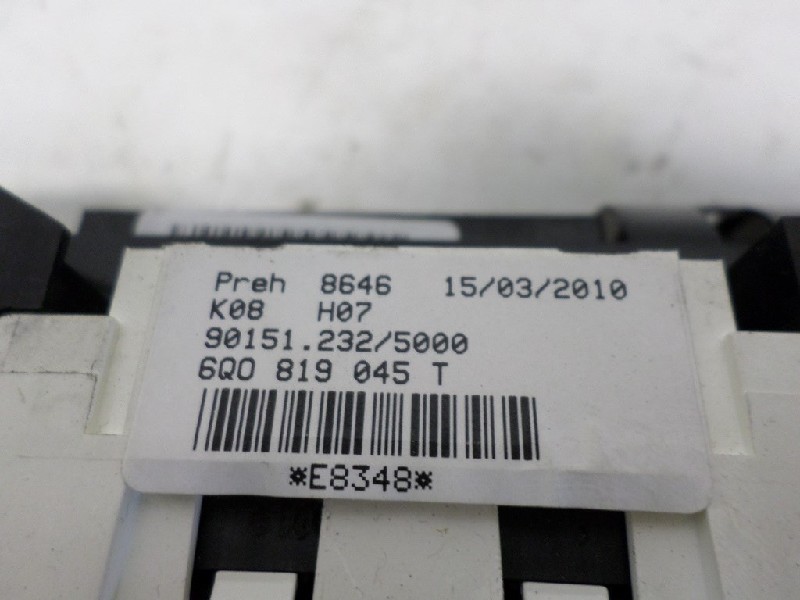 Preh 8646 15/03/2010
K08 H07
90151.232/5000
6Q0 819 045 T
*E8348*